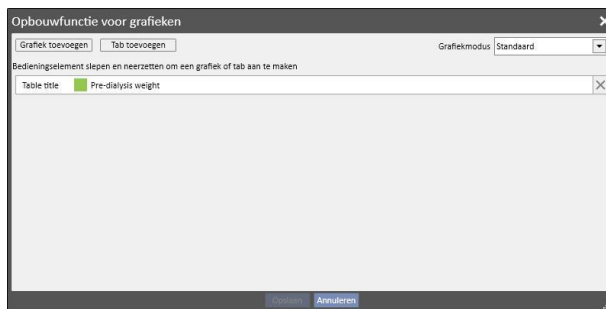 Opbouwfunctie voor grafieken
Grafiek toevoegen Tab toevoegen Grafiekmodus Standaard
Bedieningselement slepen en neerzetten om een grafiek of tab aan te maken
Table title Pre-dialysis weight
Opslaan Annuleren